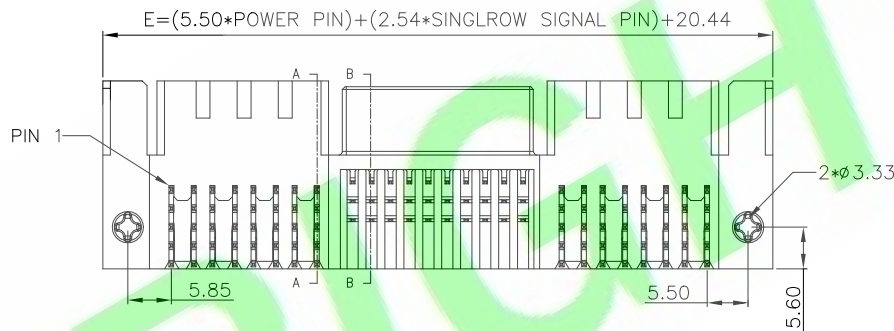 E=(5.50*POWER PIN)+(2.54*SINGLROW SIGNAL PIN)+20.44
A B
PIN 1
2*ø3.33
A B
5.85
5.50
5.60